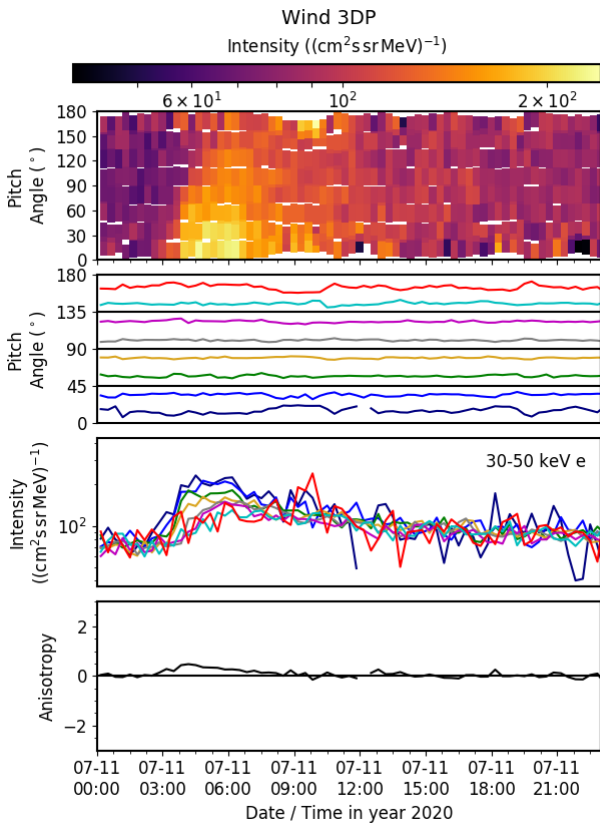 Wind 3DP
Intensity ((cm²s sr MeV)⁻¹)
6 × 10¹ 10² 2 × 10²
180
150
120
90
60
30
0
Pitch
Angle (°)
180
135
90
45
0
Pitch
Angle (°)
30-50 keV e
10²
Intensity
((cm²s sr MeV)⁻¹)
2
0
−2
Anisotropy
07-11 07-11 07-11 07-11 07-11 07-11 07-11 07-11
00:00 03:00 06:00 09:00 12:00 15:00 18:00 21:00
Date / Time in year 2020